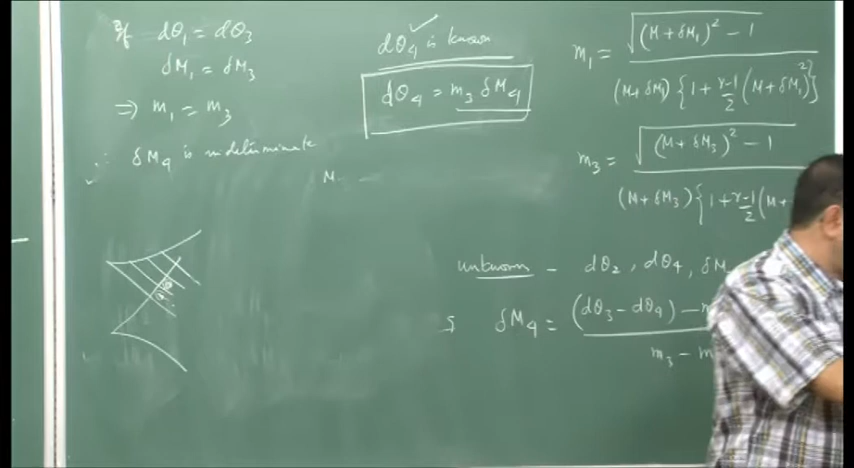 If dθ₁ = dθ₃
δM₁ = δM₃
⇒ m₁ = m₃
∴ δM₄ is indeterminate
dθ₄ is known
dθ₄ = m₃ δM₄
M
m₁ = √((M+δM₁)² − 1)
(M+δM₁){1 + γ−1/2 (M+δM₁²)}
m₃ = √((M+δM₃)² − 1)
(M+δM₃){1 + γ−1/2 (M+
unknown – dθ₂, dθ₄, δM
δM₄ = (dθ₃ − dθ₄) −
m₃ − m